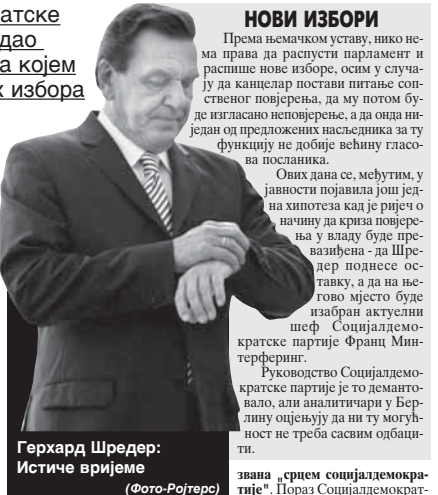 атске
дао
а којем
х избора
НОВИ ИЗБОРИ
Према њемачком уставу, нико не-
ма права да распусти парламент и
распише нове изборе, осим у случа-
ју да канцелар постави питање соп-
ственог повјерења, да му потом бу-
де изгласано неповјерење, а да онда ни-
један од предложених насљедника за ту
функцију не добије већину гласо-
ва посланика.
Ових дана се, међутим, у
јавности појавила још јед-
на хипотеза кад је ријеч о
начину да криза повјере-
ња у владу буде пре-
вазиђена - да Шре-
дер поднесе ос-
тавку, а да на ње-
гово мјесто буде
изабран актуелни
шеф Социјалдемо-
кратске партије Франц Мин-
терферинг.
Руководство Социјалдемо-
кратске партије је то деманто-
вало, али аналитичари у Бер-
лину оцјењују да ни ту могућ-
ност не треба сасвим одбаци-
ти.
Герхард Шредер:
Истиче вријеме
(Фото-Ројтерс)
звана „срцем социјалдемокра-
тије". Пораз Социјалдемократ-